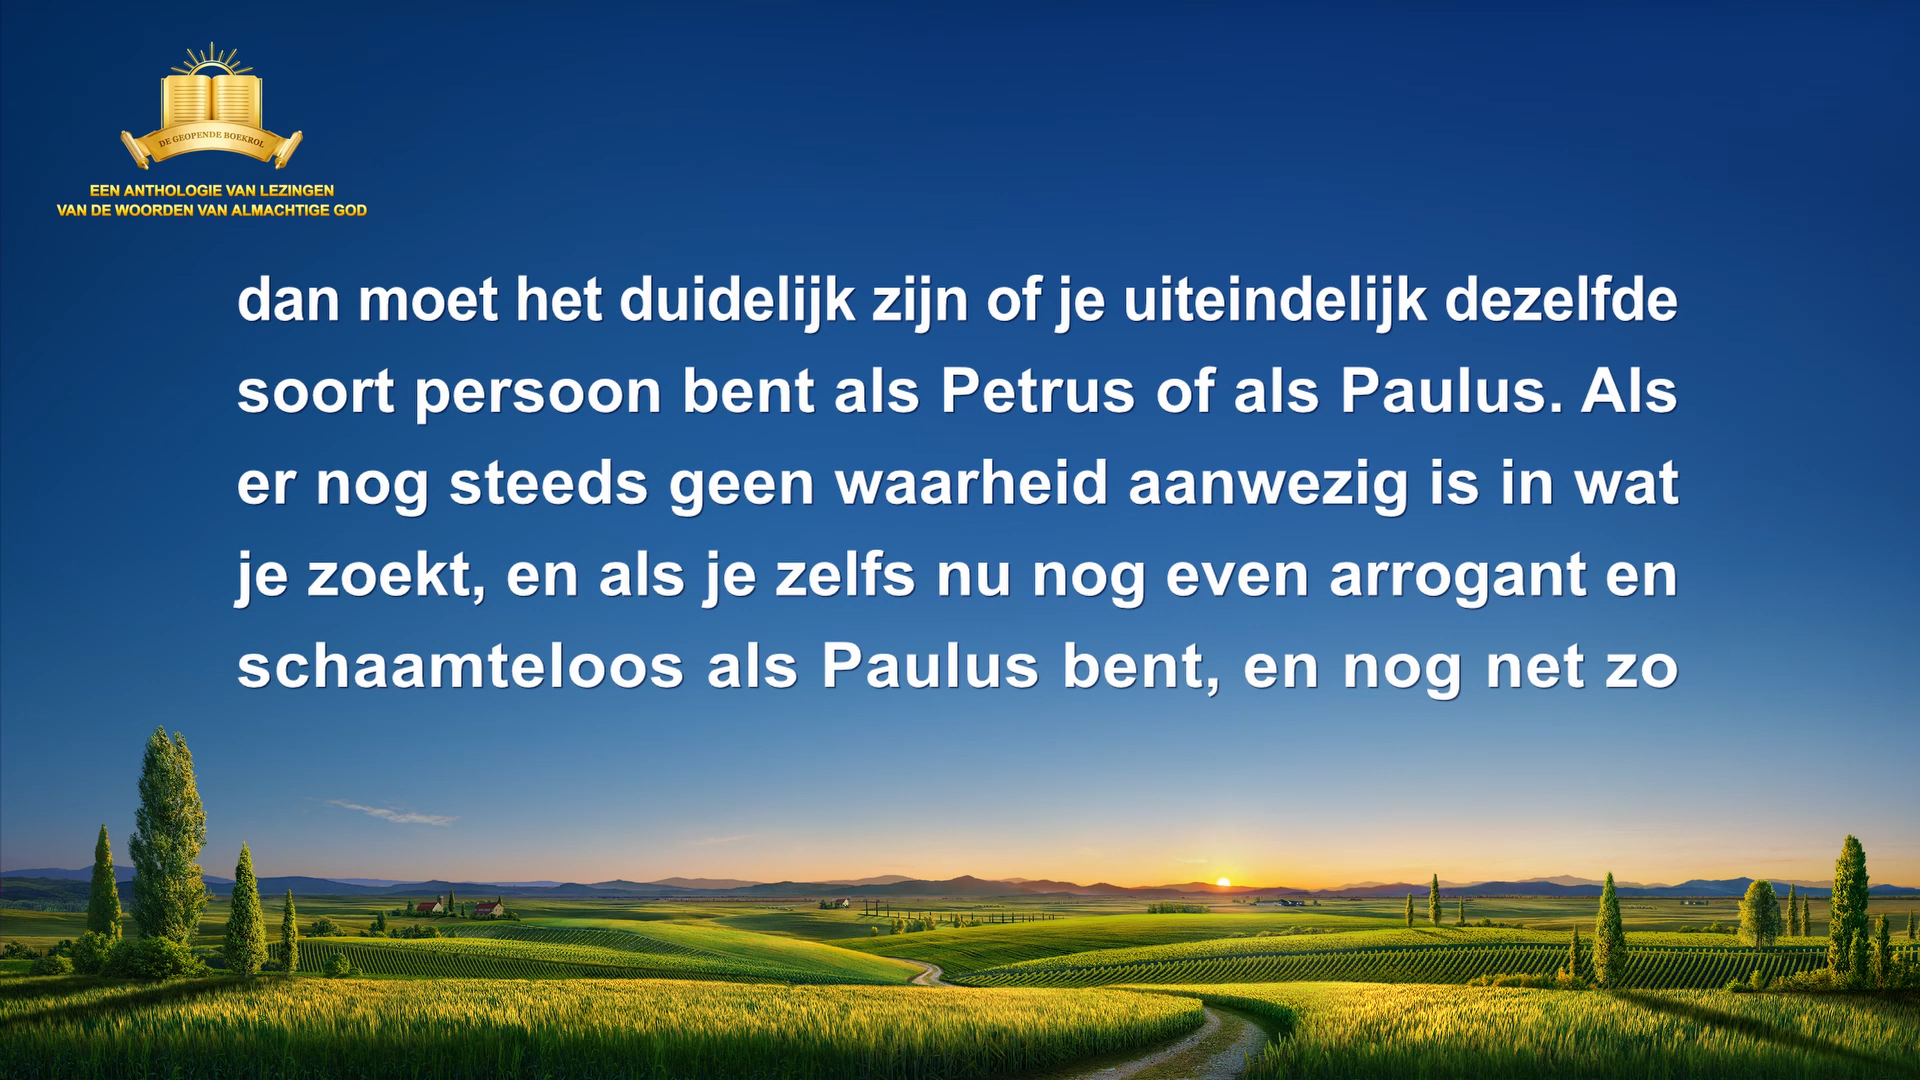 DE GEOPENDE BOEKROL
EEN ANTHOLOGIE VAN LEZINGEN
VAN DE WOORDEN VAN ALMACHTIGE GOD
dan moet het duidelijk zijn of je uiteindelijk dezelfde
soort persoon bent als Petrus of als Paulus. Als
er nog steeds geen waarheid aanwezig is in wat
je zoekt, en als je zelfs nu nog even arrogant en
schaamteloos als Paulus bent, en nog net zo